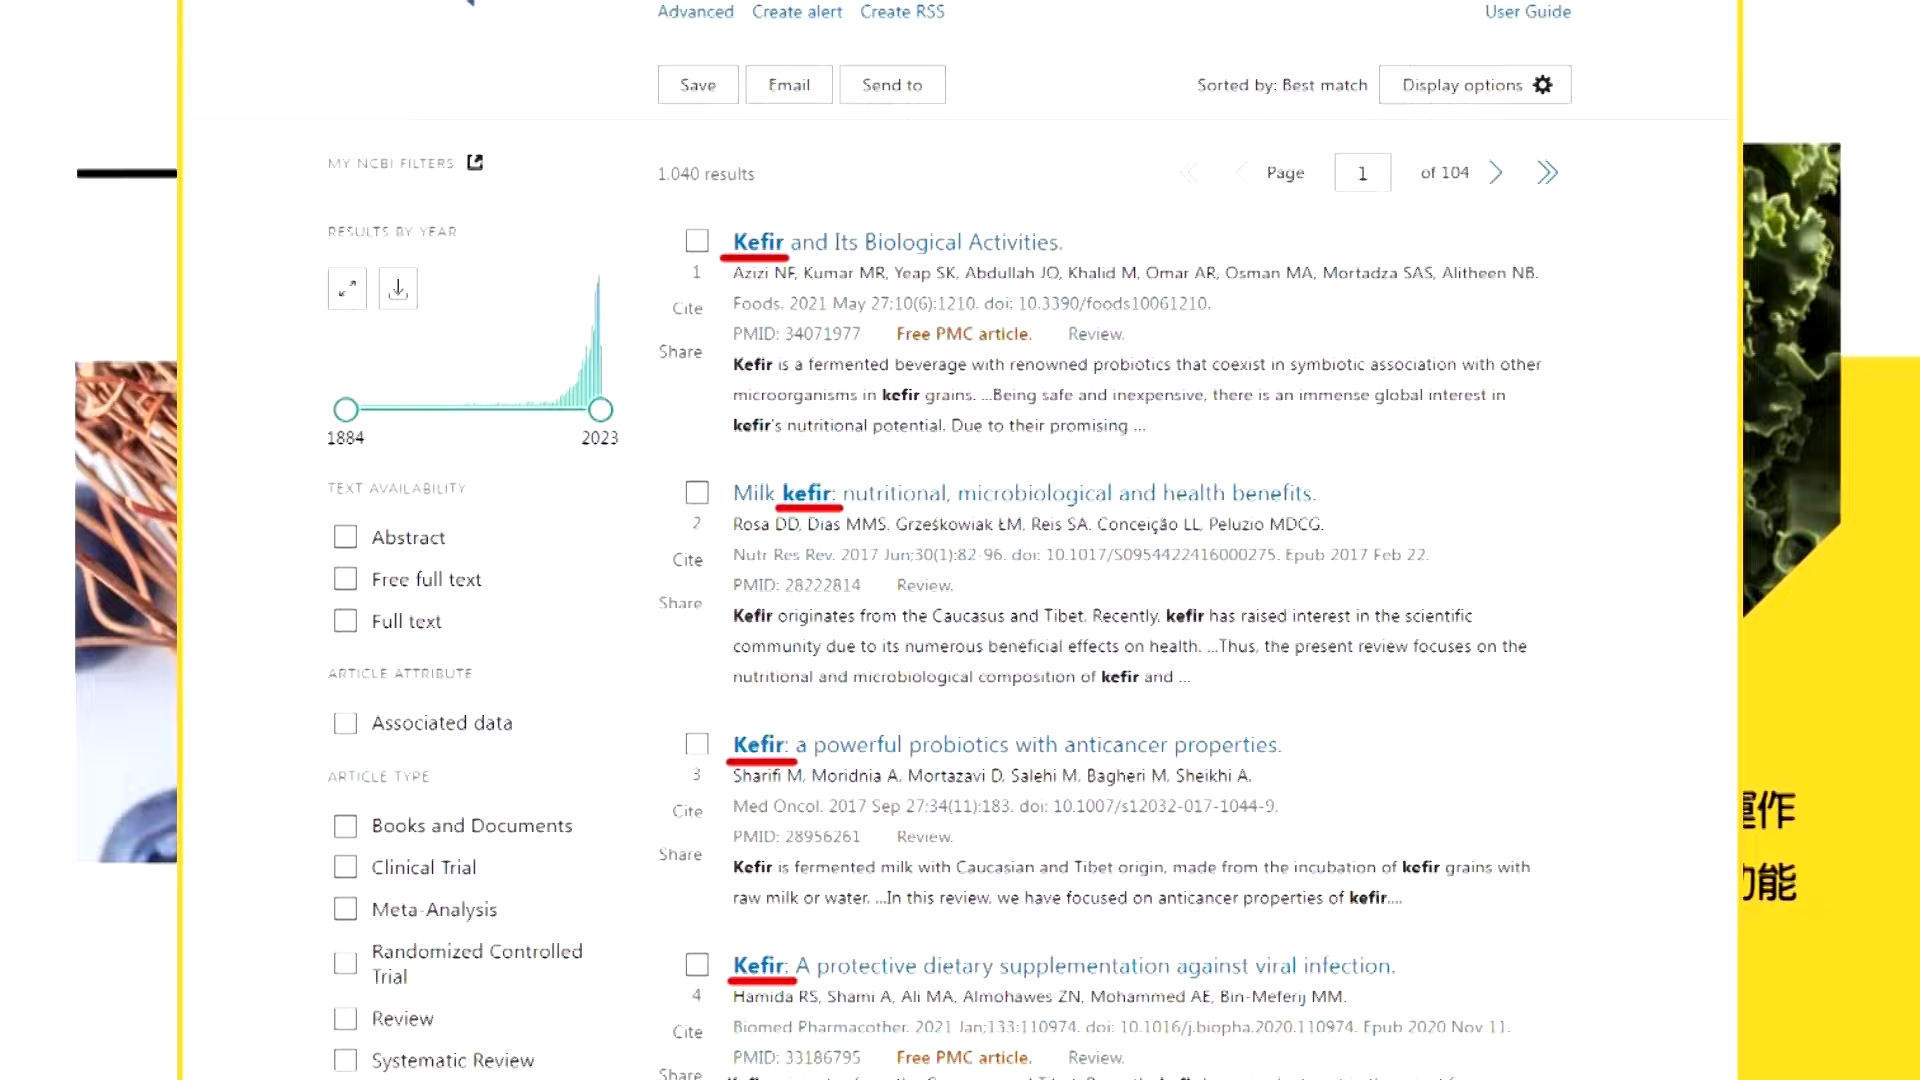 Advanced Create alert Create RSS User Guide
Save Email Send to Sorted by: Best match Display options
MY NCBI FILTERS
1,040 results
Page 1 of 104
RESULTS BY YEAR
1884 2023
TEXT AVAILABILITY
Abstract
Free full text
Full text
ARTICLE ATTRIBUTE
Associated data
ARTICLE TYPE
Books and Documents
Clinical Trial
Meta-Analysis
Randomized Controlled
Trial
Review
Systematic Review
Kefir and Its Biological Activities.
1 Azizi NF, Kumar MR, Yeap SK, Abdullah JO, Khalid M, Omar AR, Osman MA, Mortadza SAS, Alitheen NB.
Cite Foods. 2021 May 27;10(6):1210. doi: 10.3390/foods10061210.
PMID: 34071977 Free PMC article. Review.
Share
Kefir is a fermented beverage with renowned probiotics that coexist in symbiotic association with other
microorganisms in kefir grains. ...Being safe and inexpensive, there is an immense global interest in
kefir's nutritional potential. Due to their promising ...
Milk kefir: nutritional, microbiological and health benefits.
2 Rosa DD, Dias MMS, Grześkowiak ŁM, Reis SA, Conceição LL, Peluzio MDCG.
Cite Nutr Res Rev. 2017 Jun;30(1):82-96. doi: 10.1017/S0954422416000275. Epub 2017 Feb 22.
PMID: 28222814 Review.
Share
Kefir originates from the Caucasus and Tibet. Recently, kefir has raised interest in the scientific
community due to its numerous beneficial effects on health. ...Thus, the present review focuses on the
nutritional and microbiological composition of kefir and ...
Kefir: a powerful probiotics with anticancer properties.
3 Sharifi M, Moridnia A, Mortazavi D, Salehi M, Bagheri M, Sheikhi A.
Cite Med Oncol. 2017 Sep 27;34(11):183. doi: 10.1007/s12032-017-1044-9.
PMID: 28956261 Review.
Share
Kefir is fermented milk with Caucasian and Tibet origin, made from the incubation of kefir grains with
raw milk or water. ...In this review, we have focused on anticancer properties of kefir....
Kefir: A protective dietary supplementation against viral infection.
4 Hamida RS, Shami A, Ali MA, Almohawes ZN, Mohammed AE, Bin-Meferij MM.
Cite Biomed Pharmacother. 2021 Jan;133:110974. doi: 10.1016/j.biopha.2020.110974. Epub 2020 Nov 11.
PMID: 33186795 Free PMC article. Review.
Share
運作
功能